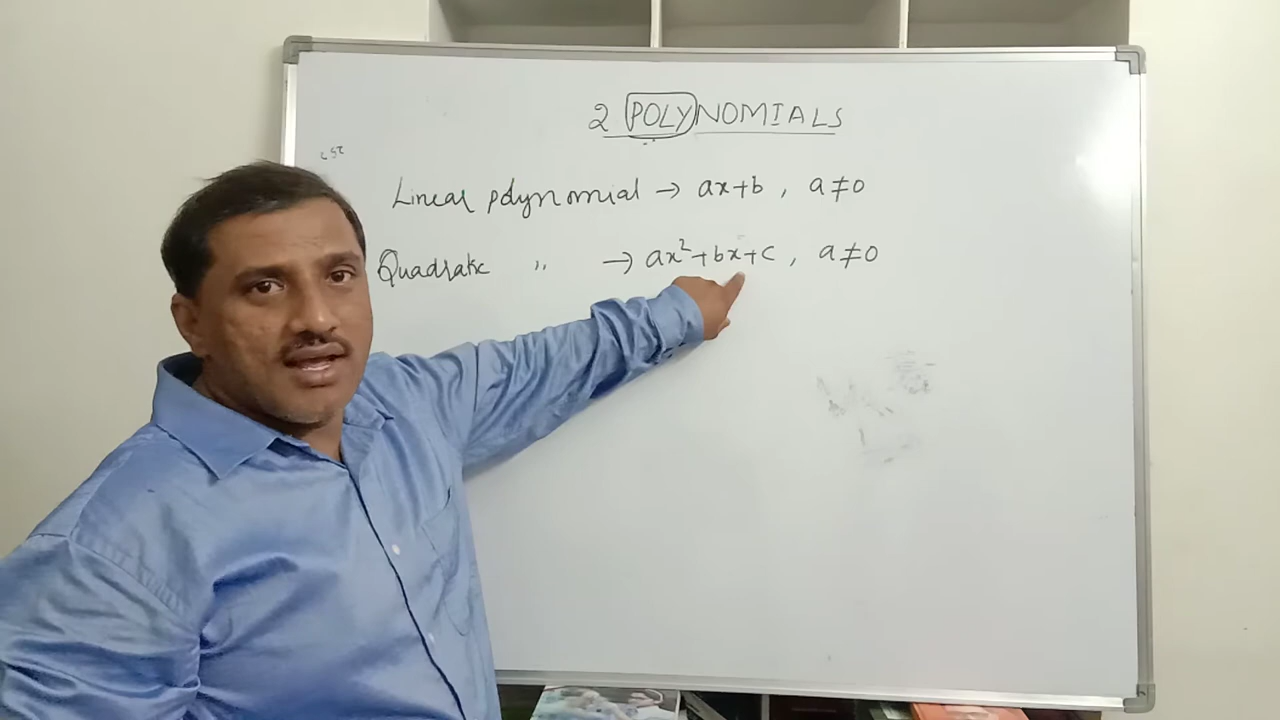 2 POLYNOMIALS
Linear polynomial → ax+b , a≠0
Quadratic " → ax²+bx+c , a≠0